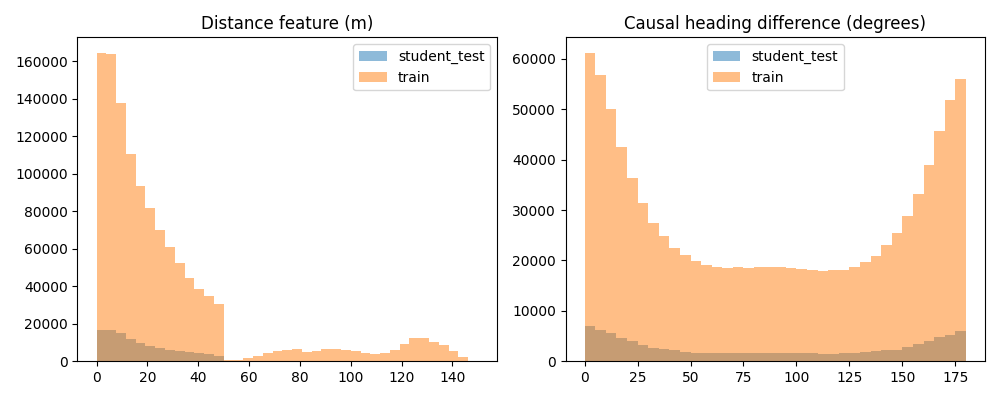 Distance feature (m)
160000
140000
120000
100000
80000
60000
40000
20000
0
0 20 40 60 80 100 120 140
student_test
train
Causal heading difference (degrees)
60000
50000
40000
30000
20000
10000
0
0 25 50 75 100 125 150 175
student_test
train